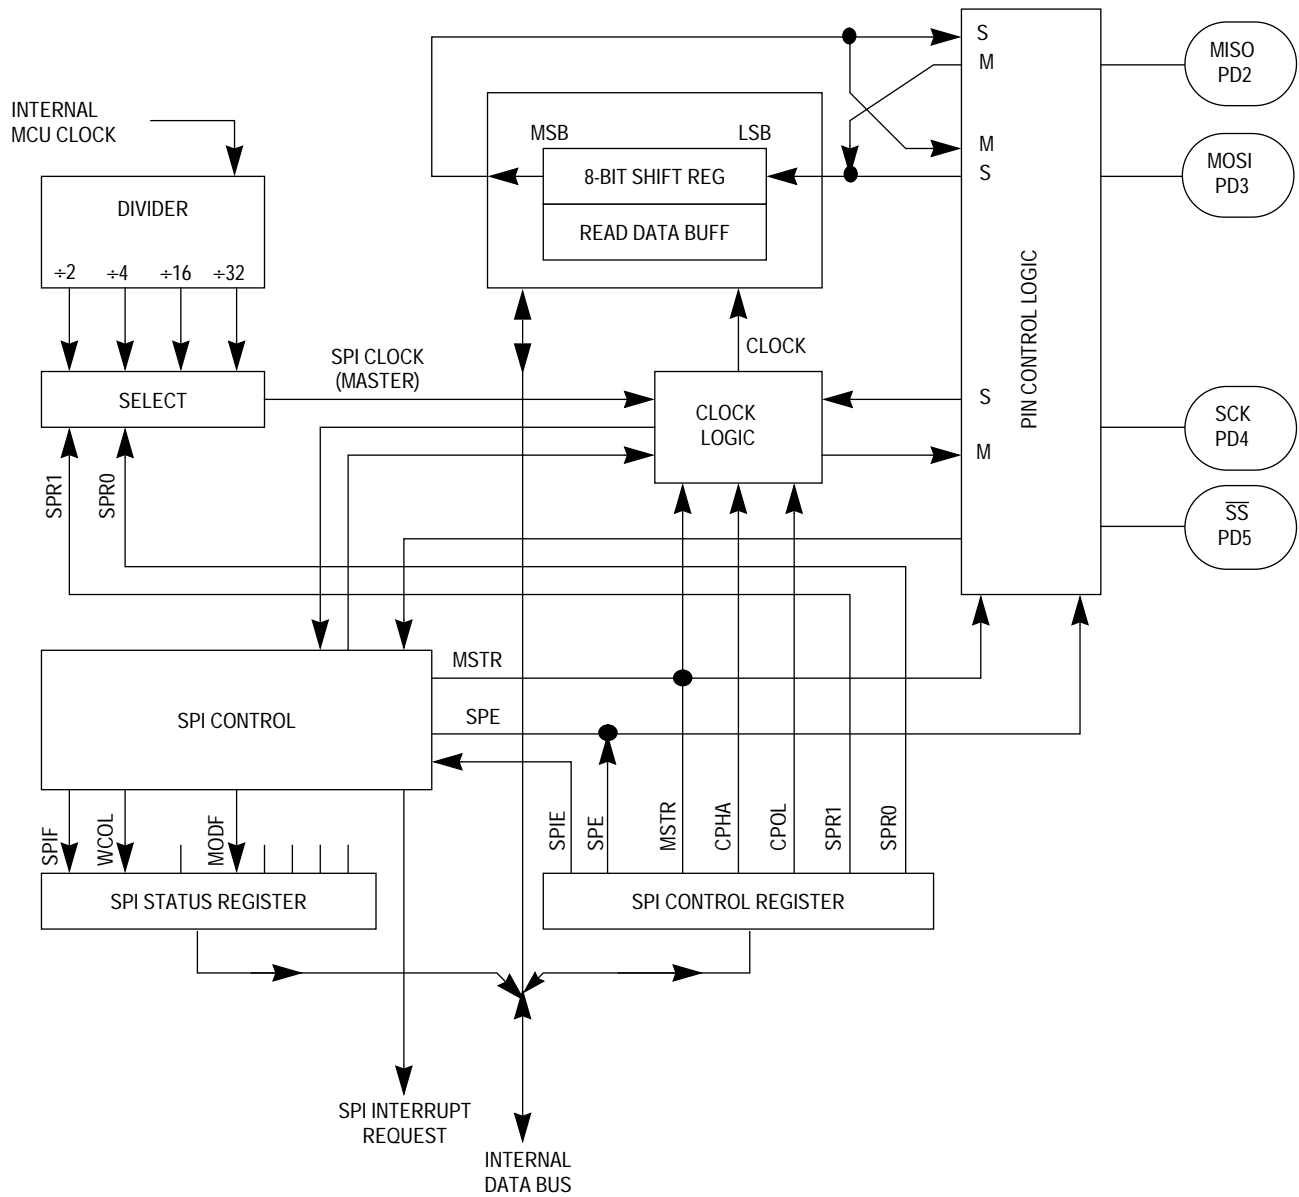 S
M
MISO
PD2
INTERNAL
MCU CLOCK
MSB
LSB
M
S
8-BIT SHIFT REG
READ DATA BUFF
MOSI
PD3
DIVIDER
÷2
÷4
÷16
÷32
PIN CONTROL LOGIC
CLOCK
SPI CLOCK
(MASTER)
SELECT
CLOCK
LOGIC
S
M
SCK
PD4
SPR1
SPR0
SS
PD5
MSTR
SPI CONTROL
SPE
SPIF
WCOL
MODF
SPIE
SPE
MSTR
CPHA
CPOL
SPR1
SPR0
SPI STATUS REGISTER
SPI CONTROL REGISTER
SPI INTERRUPT
REQUEST
INTERNAL
DATA BUS